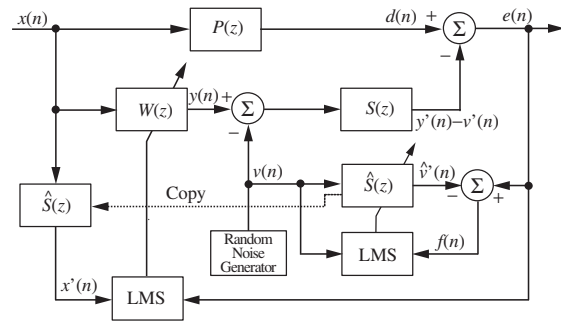 x(n)
P(z)
d(n)
+
Σ
e(n)
−
W(z)
y(n)
+
Σ
−
S(z)
y'(n)−v'(n)
v(n)
Ŝ(z)
v̂'(n)
Σ
−
+
Ŝ(z)
Copy
Random
Noise
Generator
LMS
f(n)
x'(n)
LMS